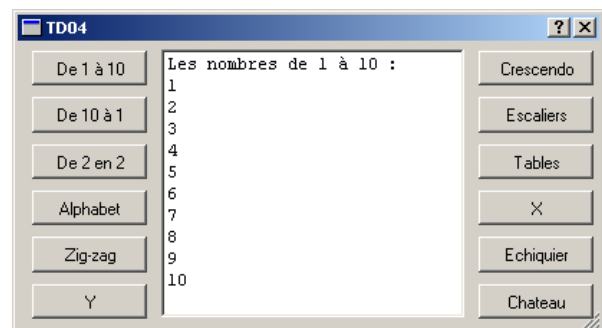 TD04
De 1 à 10
De 10 à 1
De 2 en 2
Alphabet
Zig-zag
Y
Les nombres de 1 à 10 :
1
2
3
4
5
6
7
8
9
10
Crescendo
Escaliers
Tables
X
Echiquier
Chateau